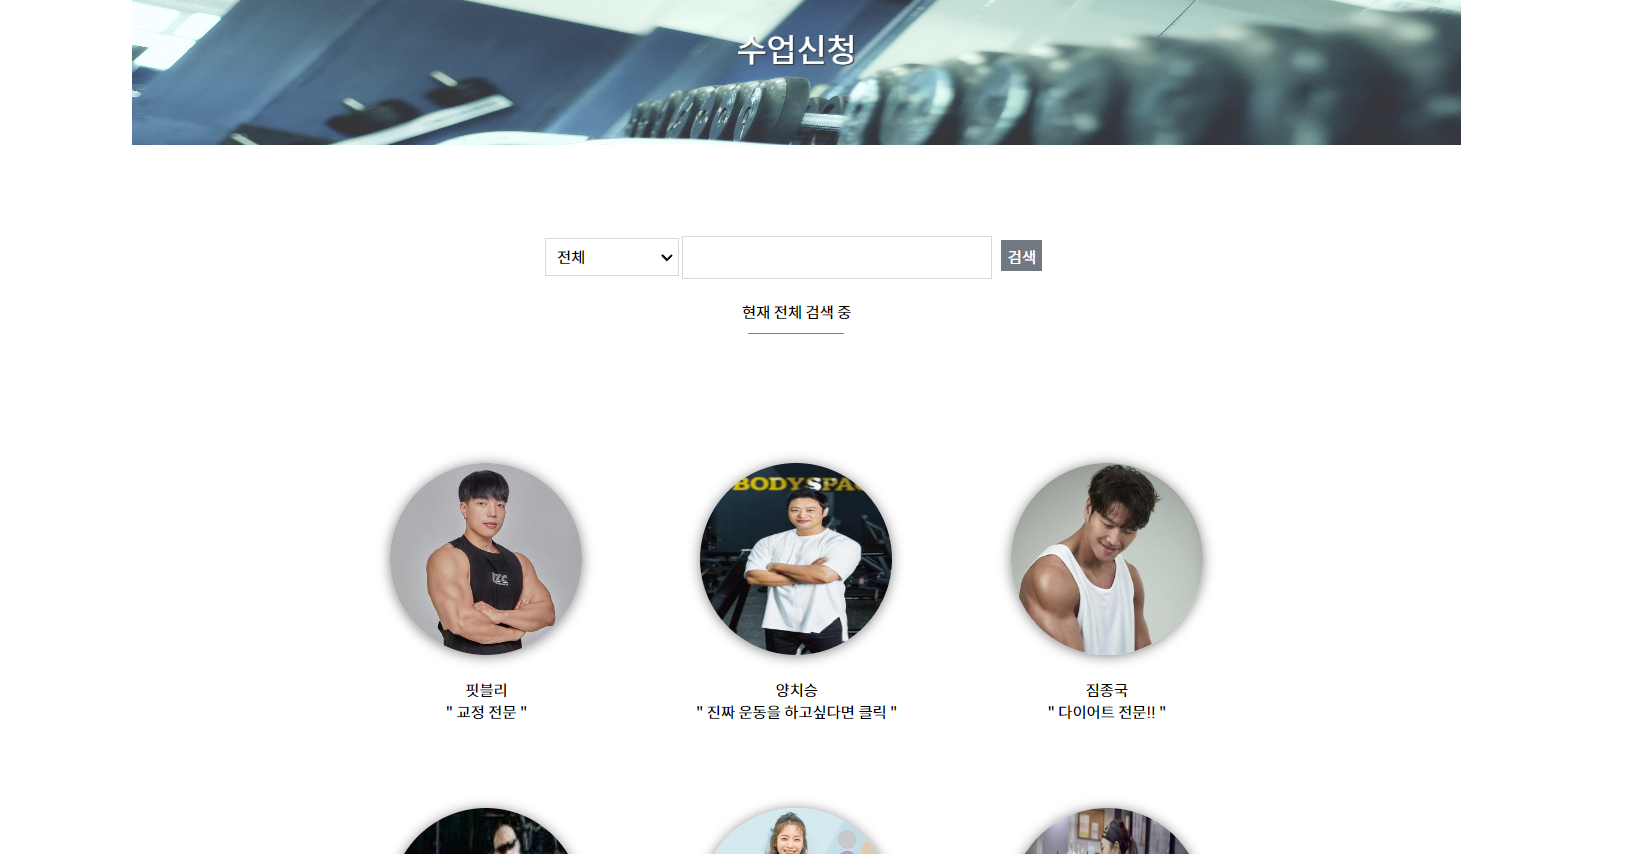 수업신청
전체
검색
현재 전체 검색 중
BODYSPAC
핏블리
" 교정 전문 "
양치승
" 진짜 운동을 하고싶다면 클릭 "
짐종국
" 다이어트 전문!! "